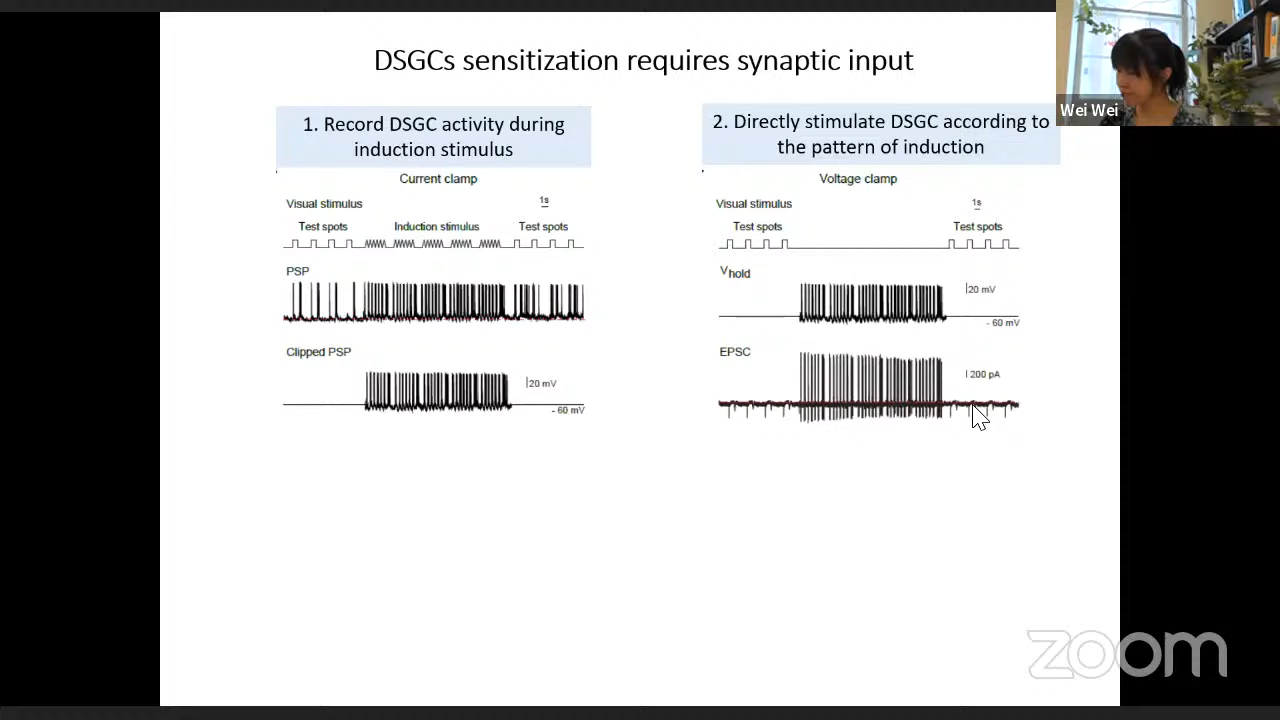 DSGCs sensitization requires synaptic input
Wei Wei
1. Record DSGC activity during
induction stimulus
Current clamp
Visual stimulus
1s
Test spots
Induction stimulus
Test spots
PSP
Clipped PSP
20 mV
- 60 mV
2. Directly stimulate DSGC according to
the pattern of induction
Voltage clamp
Visual stimulus
1s
Test spots
Test spots
Vhold
20 mV
- 60 mV
EPSC
200 pA
zoom